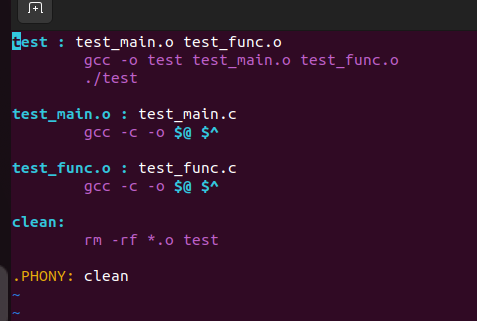 test : test_main.o test_func.o
        gcc -o test test_main.o test_func.o
        ./test
test_main.o : test_main.c
        gcc -c -o $@ $^
test_func.o : test_func.c
        gcc -c -o $@ $^
clean:
        rm -rf *.o test
.PHONY: clean
~
~